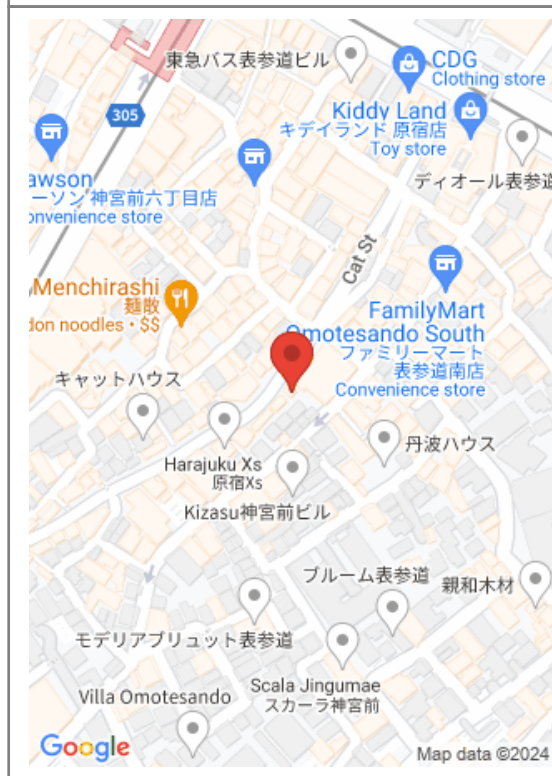 東急バス表参道ビル
CDG
Clothing store
305
Kiddy Land
キデイランド 原宿店
Toy store
ディオール表参道
awson
ーソン 神宮前六丁目店
onvenience store
Cat St
Menchirashi
麺散
don noodles・$$
FamilyMart
Omotesando South
ファミリーマート
表参道南店
Convenience store
キャットハウス
丹波ハウス
Harajuku Xs
原宿Xs
Kizasu神宮前ビル
ブルーム表参道
親和木材
モデリアブリュット表参道
Scala Jingumae
スカーラ神宮前
Villa Omotesando
Google
Map data ©2024